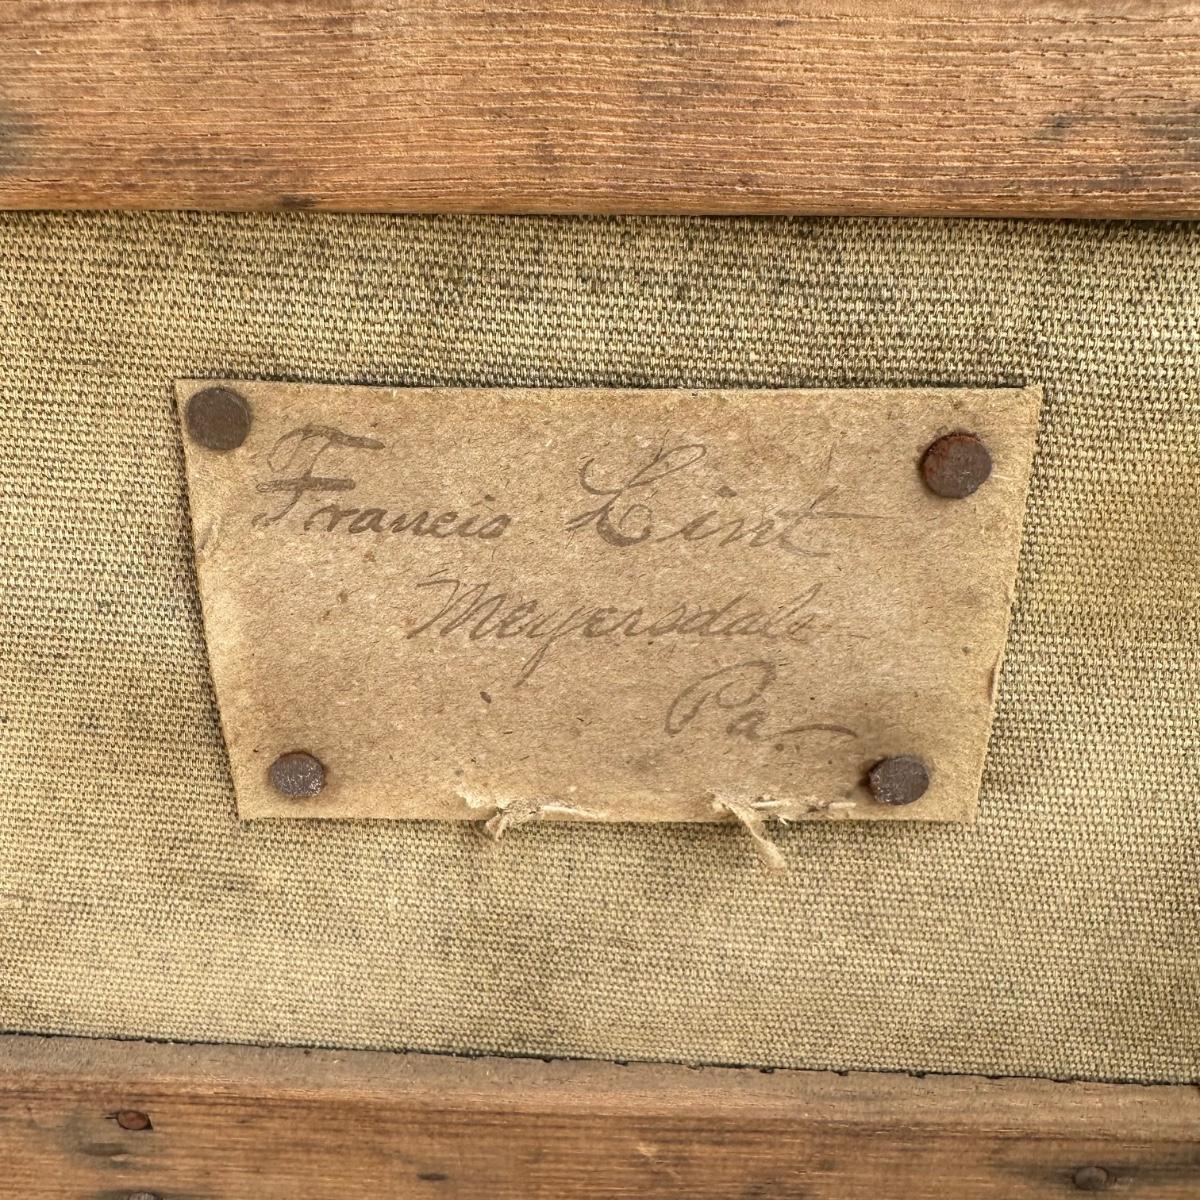 Francis Lint
Meyersdale
Pa.